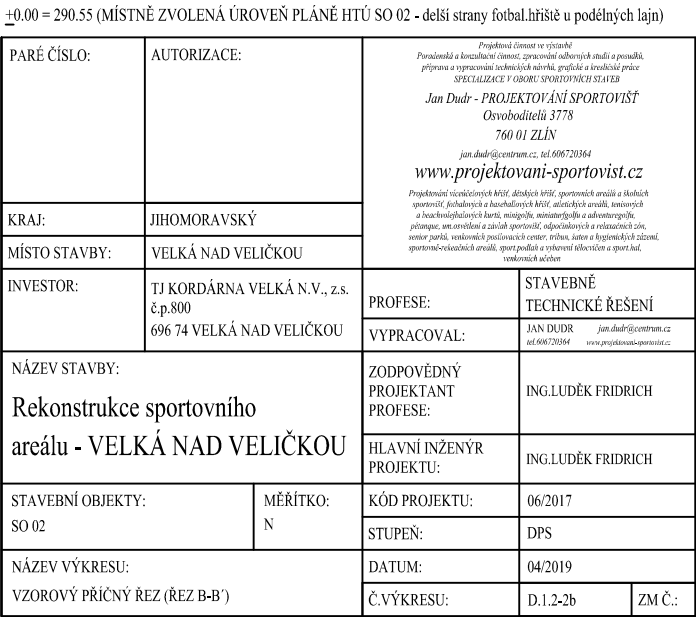 ±0.00 = 290.55 (MÍSTNĚ ZVOLENÁ ÚROVEŇ PLÁNĚ HTÚ SO 02 - delší strany fotbal.hřiště u podélných lajn)
PARÉ ČÍSLO:
AUTORIZACE:
Projektová činnost ve výstavbě
Poradenská a konzultační činnost, zpracování odborných studií a posudků,
příprava a vypracování technických návrhů, grafické a kresličské práce
SPECIALIZACE V OBORU SPORTOVNÍCH STAVEB
Jan Dudr - PROJEKTOVÁNÍ SPORTOVIŠŤ
Osvoboditelů 3778
760 01 ZLÍN
jan.dudr@centrum.cz, tel.606720364
www.projektovani-sportovist.cz
Projektování víceúčelových hřišť, dětských hřišť, sportovních areálů a školních
sportovišť, fotbalových a baseballových hřišť, atletických areálů, tenisových
a beachvolejbalových kurtů, minigolfu, miniaturfgolfu a adventuregolfu,
pétanque, um.osvětlení a závlah sportovišť, odpočinkových a relaxačních zón,
senior parků, venkovních posilovacích center, tribun, šaten a hygienických zázemí,
sportovně-rekreačních areálů, sport.podlah a vybavení tělocvičen a sport.hal,
venkovních učeben
KRAJ:
JIHOMORAVSKÝ
MÍSTO STAVBY:
VELKÁ NAD VELIČKOU
INVESTOR:
TJ KORDÁRNA VELKÁ N.V., z.s.
č.p.800
696 74 VELKÁ NAD VELIČKOU
PROFESE:
STAVEBNĚ
TECHNICKÉ ŘEŠENÍ
VYPRACOVAL:
JAN DUDR jan.dudr@centrum.cz
tel.606720364 www.projektovani-sportovist.cz
NÁZEV STAVBY:
Rekonstrukce sportovního
areálu - VELKÁ NAD VELIČKOU
ZODPOVĚDNÝ
PROJEKTANT
PROFESE:
ING.LUDĚK FRIDRICH
HLAVNÍ INŽENÝR
PROJEKTU:
ING.LUDĚK FRIDRICH
STAVEBNÍ OBJEKTY:
SO 02
MĚŘÍTKO:
N
KÓD PROJEKTU:
06/2017
STUPEŇ:
DPS
NÁZEV VÝKRESU:
VZOROVÝ PŘÍČNÝ ŘEZ (ŘEZ B-B´)
DATUM:
04/2019
Č.VÝKRESU:
D.1.2-2b
ZM Č.: